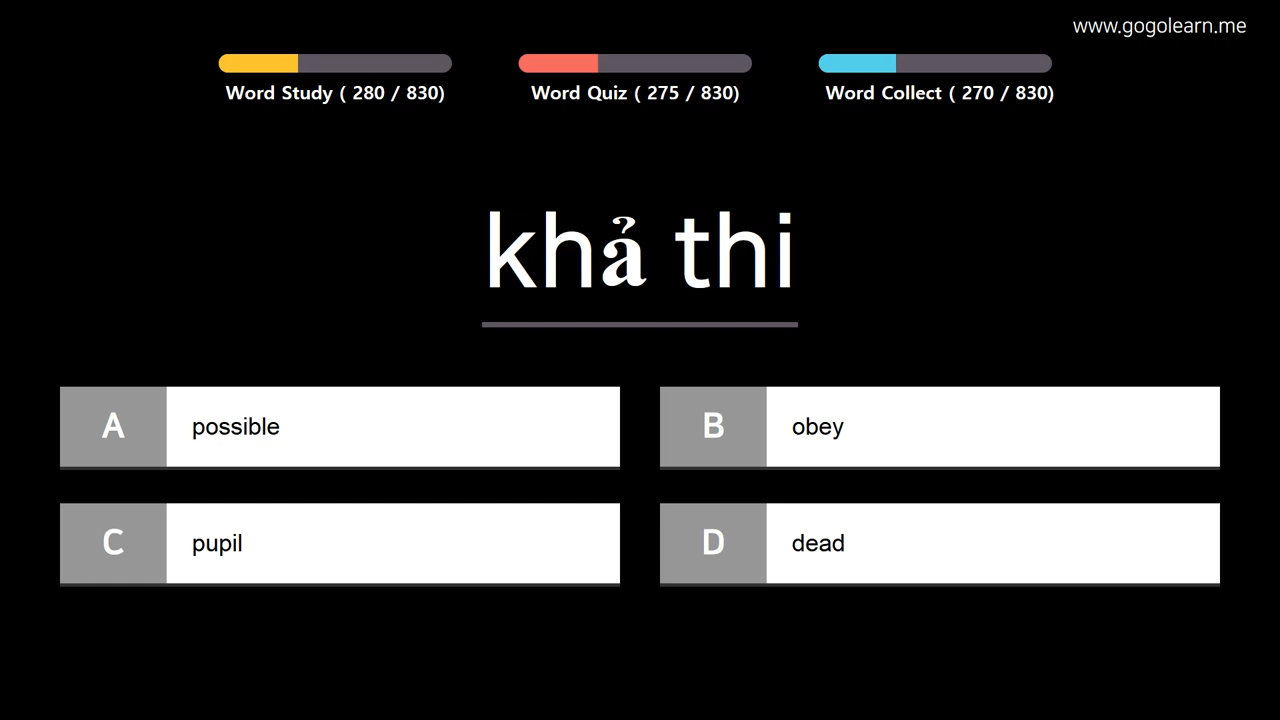 www.gogolearn.me
Word Study ( 280 / 830)
Word Quiz ( 275 / 830)
Word Collect ( 270 / 830)
khả thi
A possible
B obey
C pupil
D dead